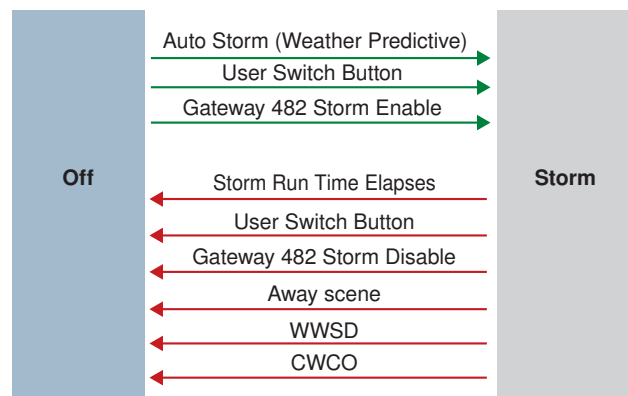 Auto Storm (Weather Predictive)
User Switch Button
Gateway 482 Storm Enable
Off
Storm
Storm Run Time Elapses
User Switch Button
Gateway 482 Storm Disable
Away scene
WWSD
CWCO